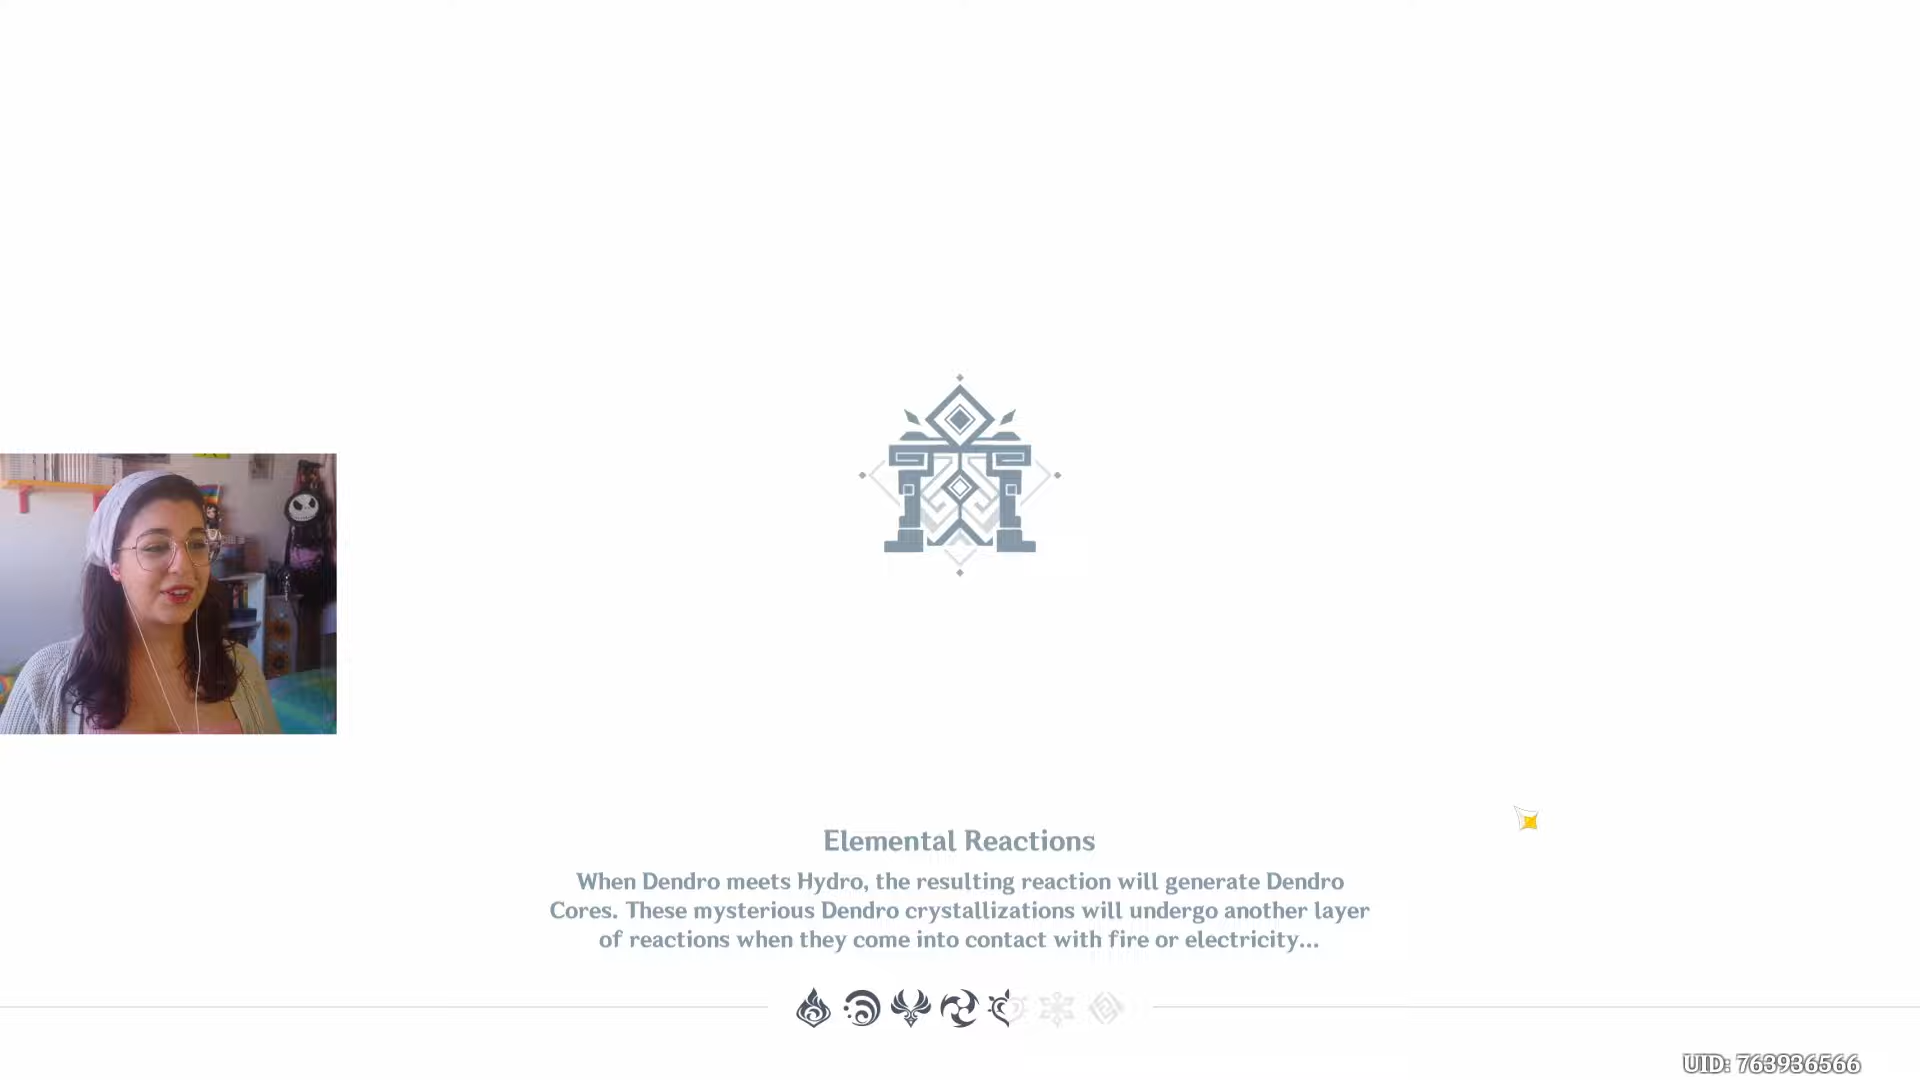 Elemental Reactions
When Dendro meets Hydro, the resulting reaction will generate Dendro
Cores. These mysterious Dendro crystallizations will undergo another layer
of reactions when they come into contact with fire or electricity...
UID: 763936566